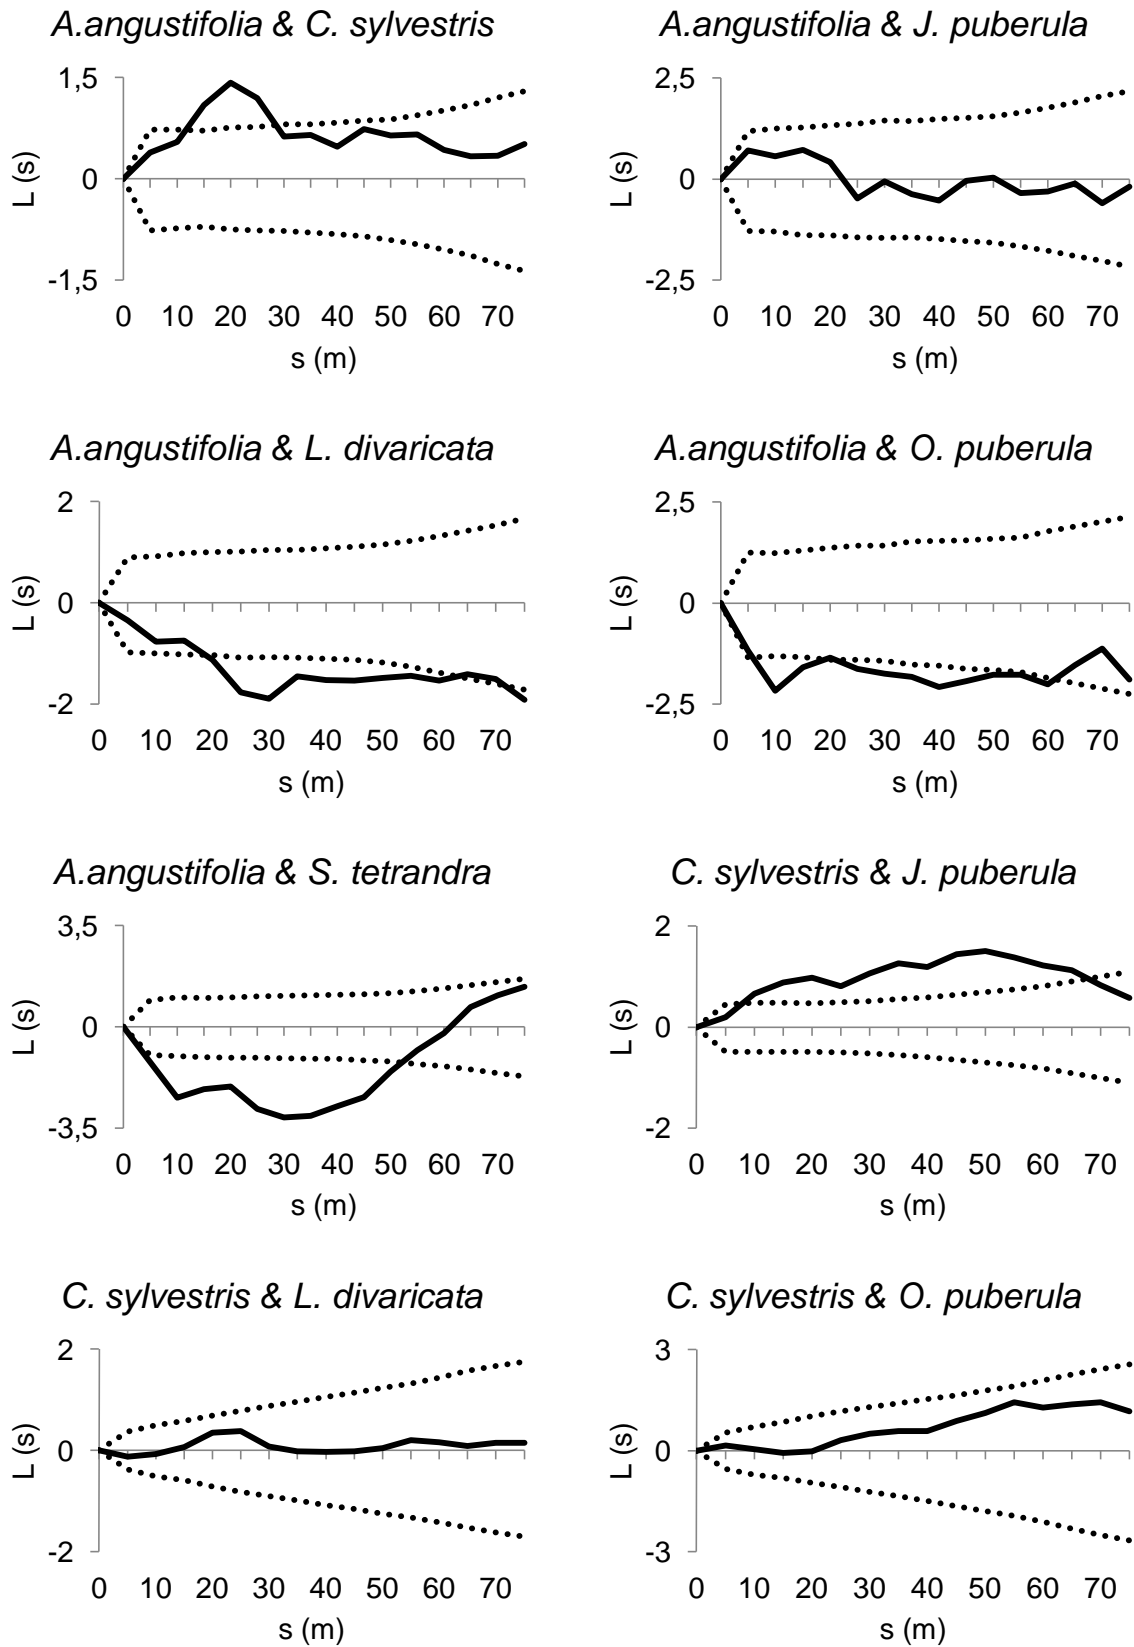 A.angustifolia & C. sylvestris
1,5
0
-1,5
L (s)
0 10 20 30 40 50 60 70
s (m)
A.angustifolia & J. puberula
2,5
0
-2,5
L (s)
0 10 20 30 40 50 60 70
s (m)
A.angustifolia & L. divaricata
2
0
-2
L (s)
0 10 20 30 40 50 60 70
s (m)
A.angustifolia & O. puberula
2,5
0
-2,5
L (s)
0 10 20 30 40 50 60 70
s (m)
A.angustifolia & S. tetrandra
3,5
0
-3,5
L (s)
0 10 20 30 40 50 60 70
s (m)
C. sylvestris & J. puberula
2
0
-2
L (s)
0 10 20 30 40 50 60 70
s (m)
C. sylvestris & L. divaricata
2
0
-2
L (s)
0 10 20 30 40 50 60 70
s (m)
C. sylvestris & O. puberula
3
0
-3
L (s)
0 10 20 30 40 50 60 70
s (m)